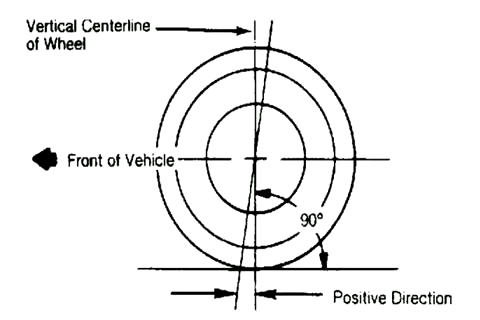 Vertical Centerline
of Wheel
Front of Vehicle
90°
Positive Direction